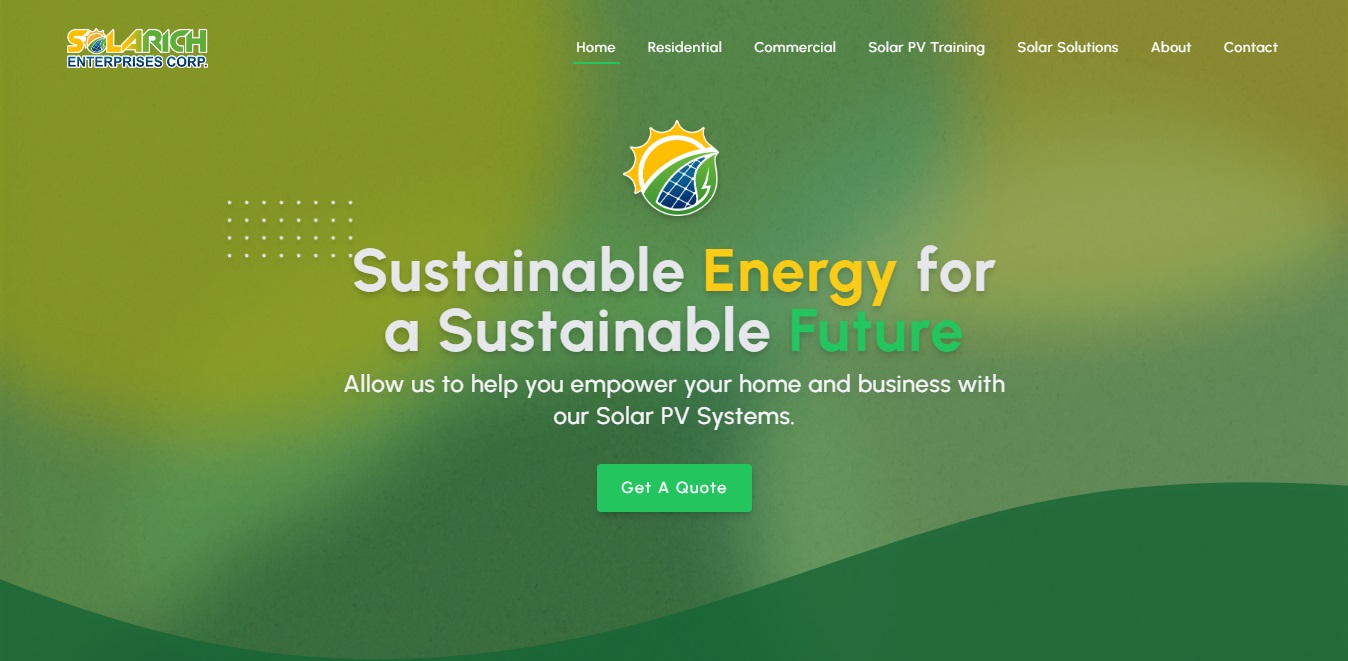 SOLARICH
ENTERPRISES CORP.
Home Residential Commercial Solar PV Training Solar Solutions About Contact
Sustainable Energy for
a Sustainable Future
Allow us to help you empower your home and business with
our Solar PV Systems.
Get A Quote